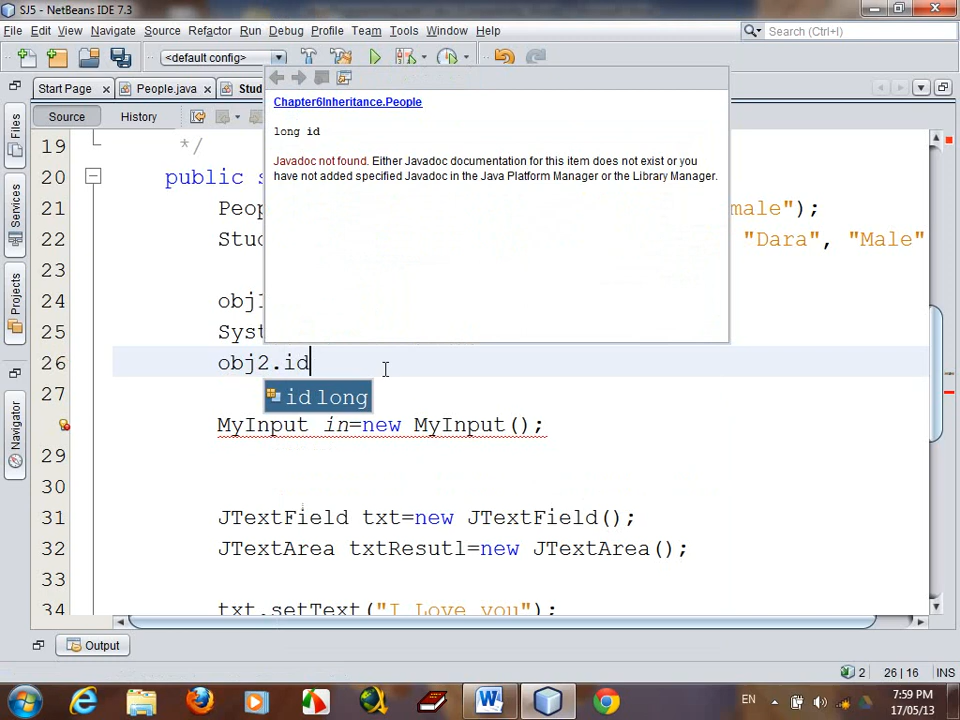 SJ5 - NetBeans IDE 7.3
File Edit View Navigate Source Refactor Run Debug Profile Team Tools Window Help
Search (Ctrl+I)
<default config>
Start Page People.java Stud
Source History
Chapter6Inheritance.People
long id
Javadoc not found. Either Javadoc documentation for this item does not exist or you
have not added specified Javadoc in the Java Platform Manager or the Library Manager.
Files
Services
Projects
Navigator
19 */
20 public s
21 Peop male");
22 Stud "Dara", "Male"
23
24 obj1
25 Syst
26 obj2.id
27 id long
MyInput in=new MyInput();
29
30
31 JTextField txt=new JTextField();
32 JTextArea txtResutl=new JTextArea();
33
34 txt.setText("I Love you");
Output
2 26 | 16 INS
EN 7:59 PM
17/05/13